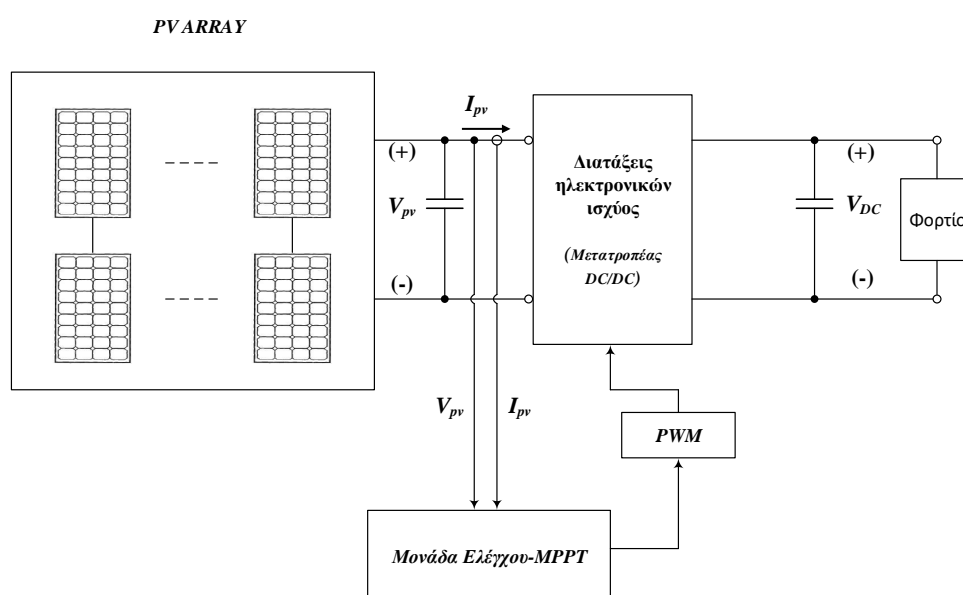 PV ARRAY
I_pv
(+)
V_pv
(-)
Διατάξεις
ηλεκτρονικών
ισχύος
(Μετατροπέας
DC/DC)
(+)
V_DC
(-)
Φορτίο
V_pv
I_pv
PWM
Μονάδα Ελέγχου-MPPT